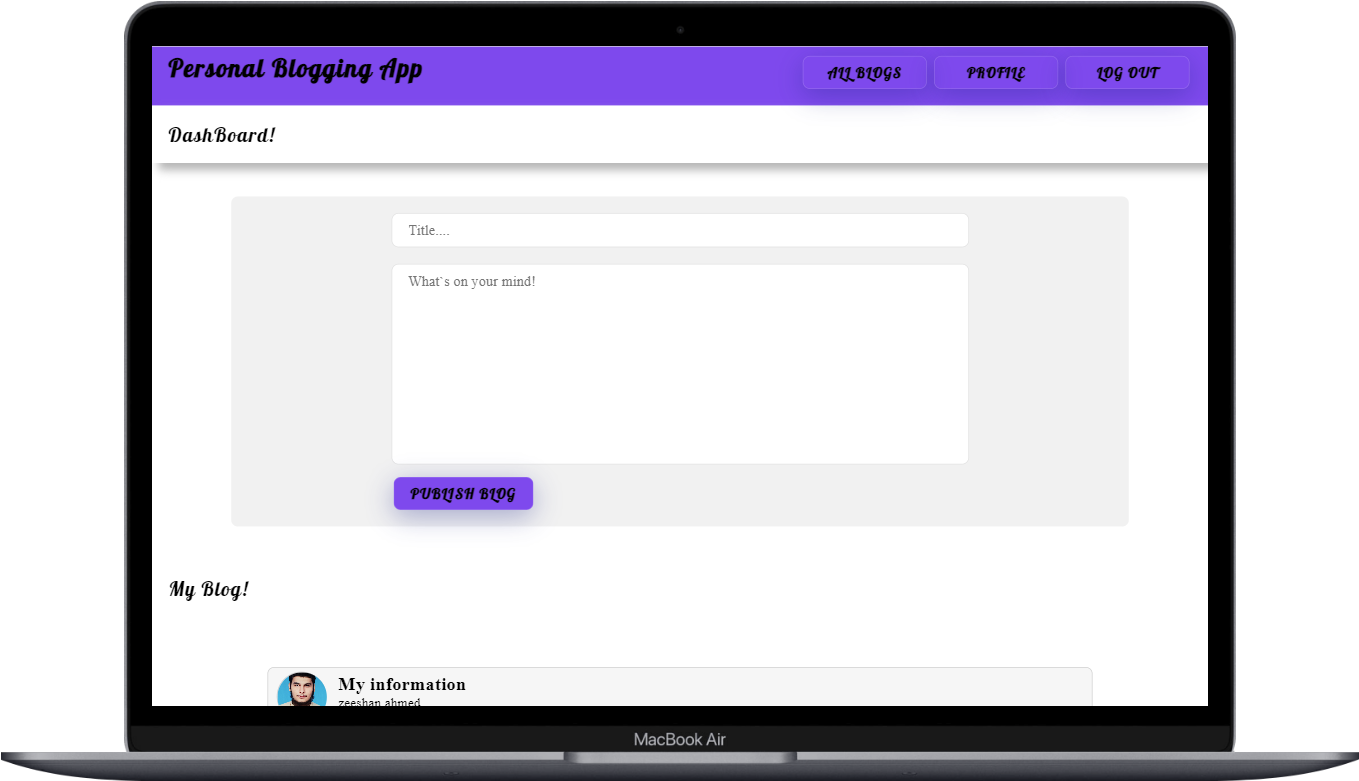 Personal Blogging App
ALL BLOGS
PROFILE
LOG OUT
DashBoard!
Title....
What`s on your mind!
PUBLISH BLOG
My Blog!
My information
zeeshan ahmed
MacBook Air